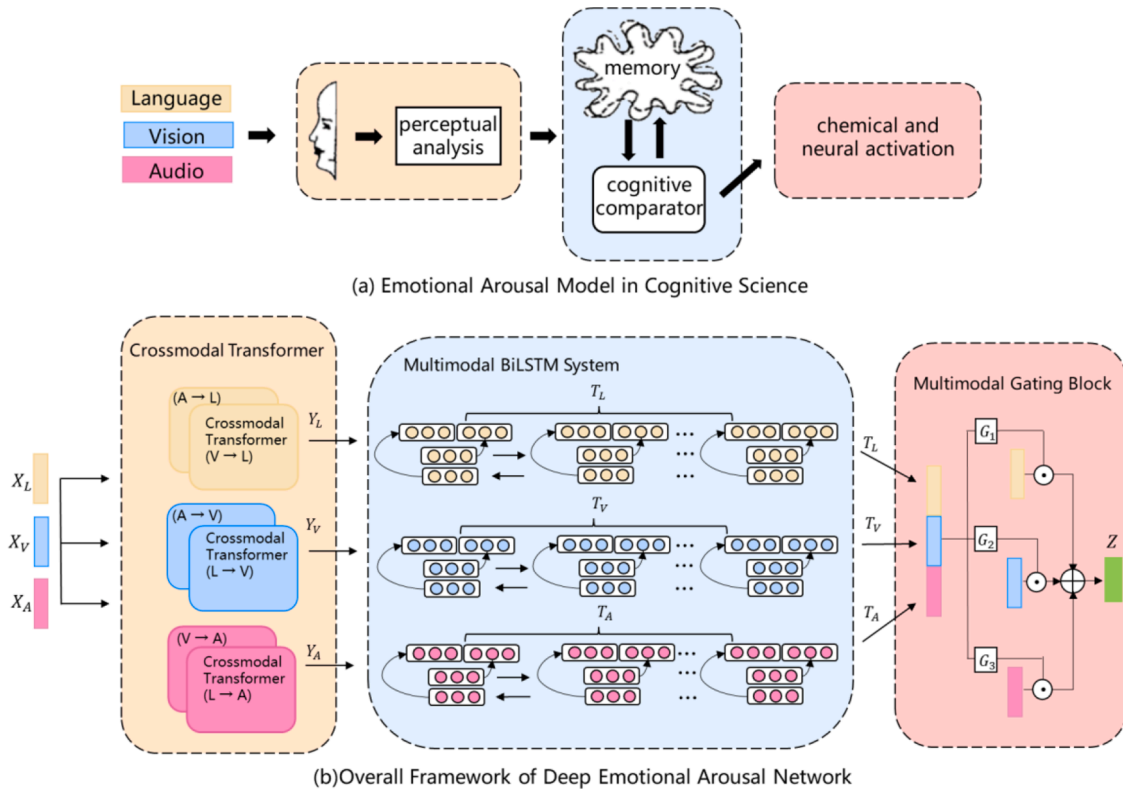 Language
Vision
Audio
perceptual
analysis
memory
cognitive
comparator
chemical and
neural activation
(a) Emotional Arousal Model in Cognitive Science
Crossmodal Transformer
Multimodal BiLSTM System
Multimodal Gating Block
X_L
X_V
X_A
(A → L)
Crossmodal
Transformer
(V → L)
(A → V)
Crossmodal
Transformer
(L → V)
(V → A)
Crossmodal
Transformer
(L → A)
Y_L
Y_V
Y_A
T_L
T_V
T_A
T_L
T_V
T_A
G_1
G_2
G_3
Z
(b)Overall Framework of Deep Emotional Arousal Network